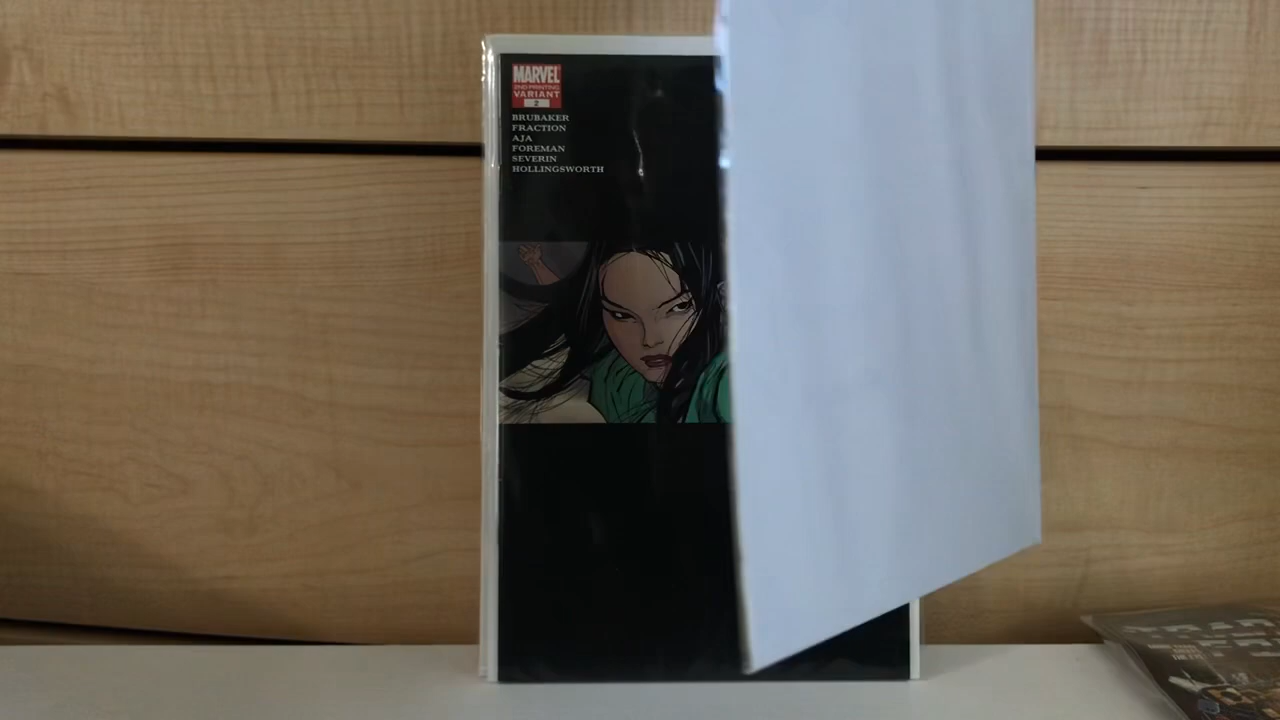 MARVEL
2ND PRINTING
VARIANT
2
BRUBAKER
FRACTION
AJA
FOREMAN
SEVERIN
HOLLINGSWORTH